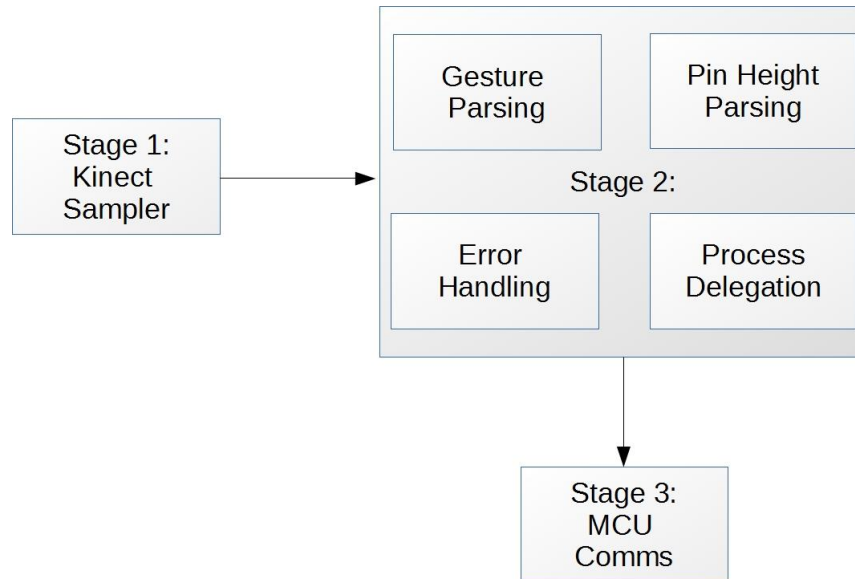 Stage 1:
Kinect
Sampler
Gesture
Parsing
Pin Height
Parsing
Stage 2:
Error
Handling
Process
Delegation
Stage 3:
MCU
Comms